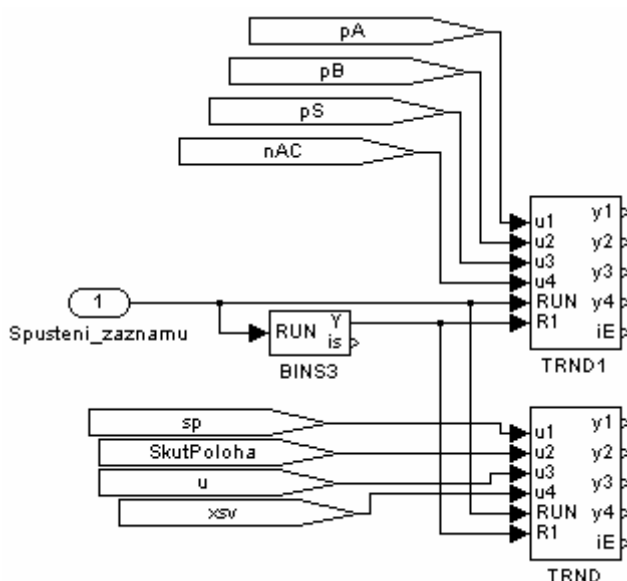 pA
pB
pS
nAC
u1 y1
u2 y2
u3 y3
u4 y4
RUN
R1 iE
TRND1
1
Spusteni_zaznamu
RUN Y
is
BINS3
sp
SkutPoloha
u
xsv
u1 y1
u2 y2
u3 y3
u4 y4
RUN
R1 iE
TRND